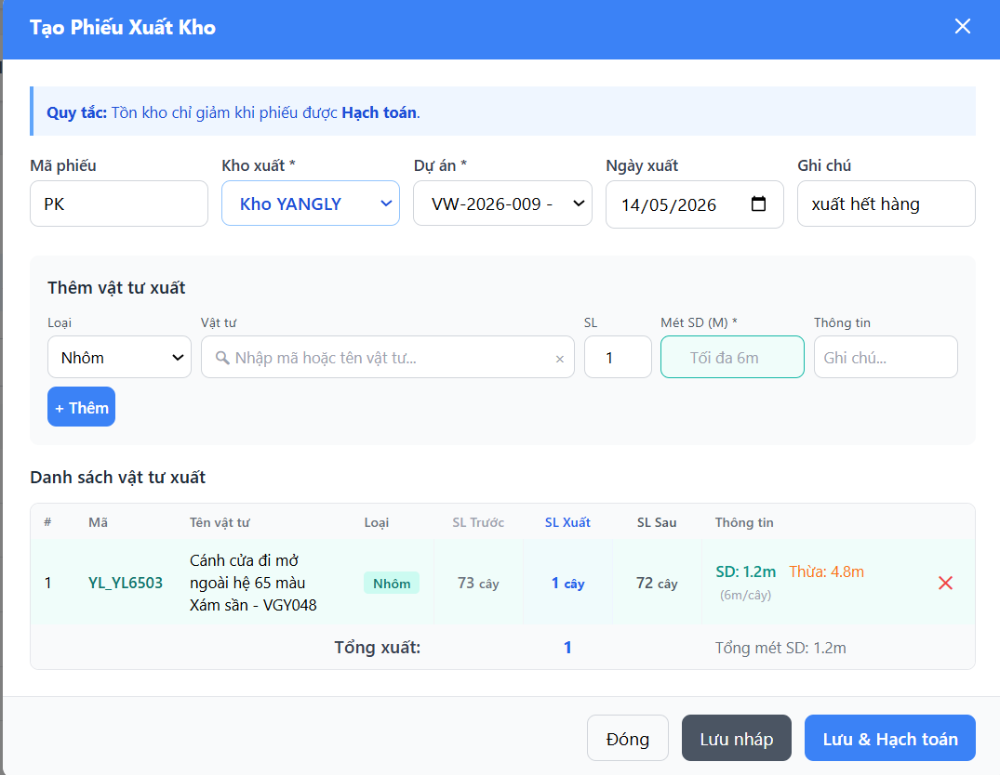 Tạo Phiếu Xuất Kho
Quy tắc: Tồn kho chỉ giảm khi phiếu được Hạch toán.
Mã phiếu Kho xuất * Dự án * Ngày xuất Ghi chú
PK Kho YANGLY VW-2026-009 - 14/05/2026 xuất hết hàng
Thêm vật tư xuất
Loại Vật tư SL Mét SD (M) * Thông tin
Nhôm Nhập mã hoặc tên vật tư... × 1 Tối đa 6m Ghi chú...
+ Thêm
Danh sách vật tư xuất
# Mã Tên vật tư Loại SL Trước SL Xuất SL Sau Thông tin
1 YL_YL6503 Cánh cửa đi mở
ngoài hệ 65 màu
Xám sần - VGY048
Nhôm 73 cây 1 cây 72 cây SD: 1.2m Thừa: 4.8m
(6m/cây)
Tổng xuất: 1 Tổng mét SD: 1.2m
Đóng Lưu nháp Lưu & Hạch toán